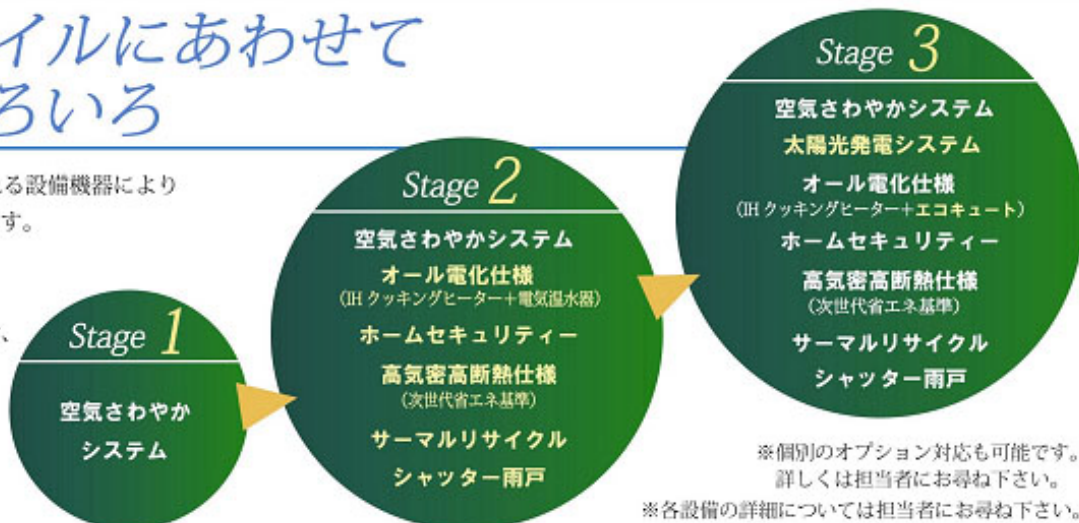 イルにあわせて
ろいろ
る設備機器により
す。
、
Stage 1
空気さわやか
システム
Stage 2
空気さわやかシステム
オール電化仕様
(IH クッキングヒーター+電気温水器)
ホームセキュリティー
高気密高断熱仕様
(次世代省エネ基準)
サーマルリサイクル
シャッター雨戸
Stage 3
空気さわやかシステム
太陽光発電システム
オール電化仕様
(IH クッキングヒーター+エコキュート)
ホームセキュリティー
高気密高断熱仕様
(次世代省エネ基準)
サーマルリサイクル
シャッター雨戸
※個別のオプション対応も可能です。
詳しくは担当者にお尋ね下さい。
※各設備の詳細については担当者にお尋ね下さい。